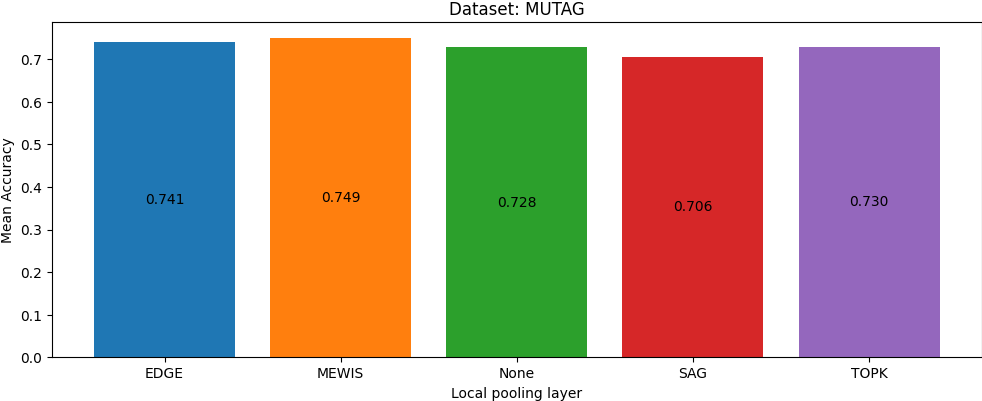 Dataset: MUTAG
Mean Accuracy
0.7
0.6
0.5
0.4
0.3
0.2
0.1
0.0
0.741
0.749
0.728
0.706
0.730
EDGE
MEWIS
None
SAG
TOPK
Local pooling layer